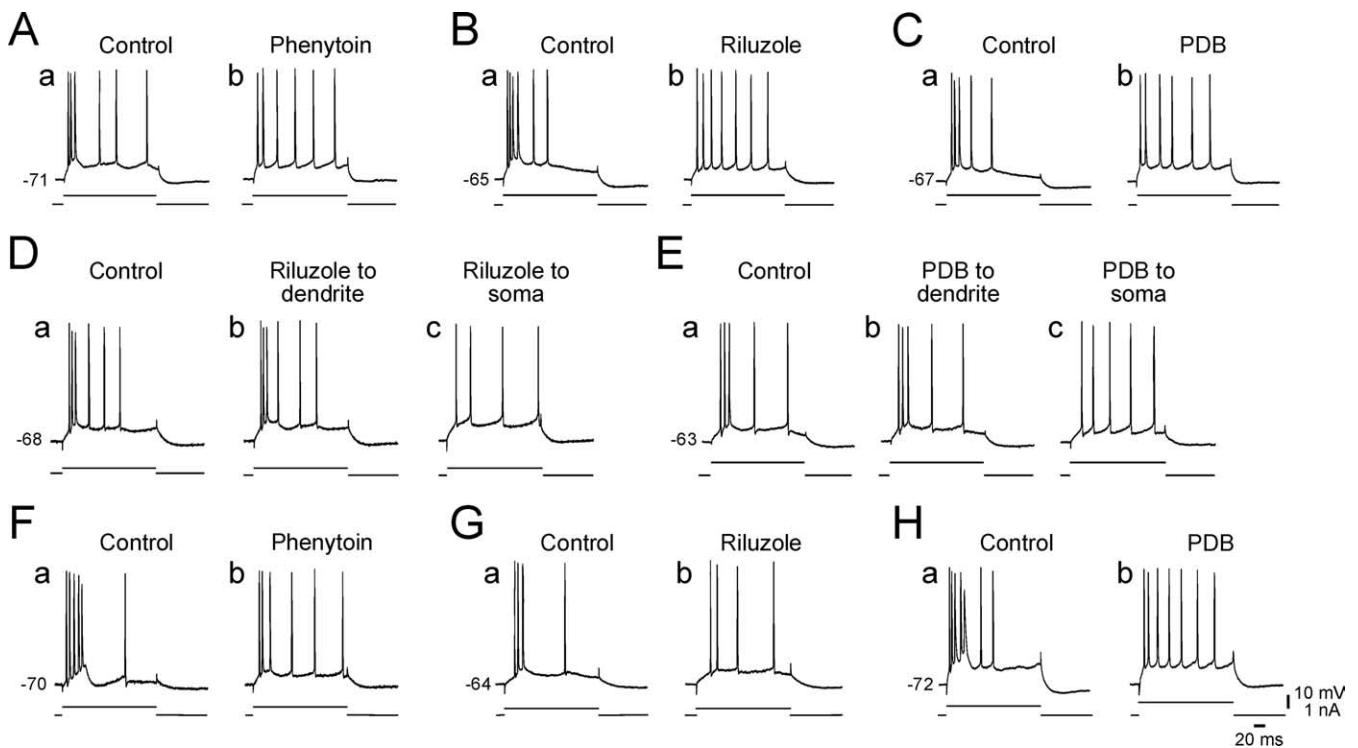 A
Control
Phenytoin
a
b
-71
B
Control
Riluzole
a
b
-65
C
Control
PDB
a
b
-67
D
Control
Riluzole to
dendrite
Riluzole to
soma
a
b
c
-68
E
Control
PDB to
dendrite
PDB to
soma
a
b
c
-63
F
Control
Phenytoin
a
b
-70
G
Control
Riluzole
a
b
-64
H
Control
PDB
a
b
-72
10 mV
1 nA
20 ms